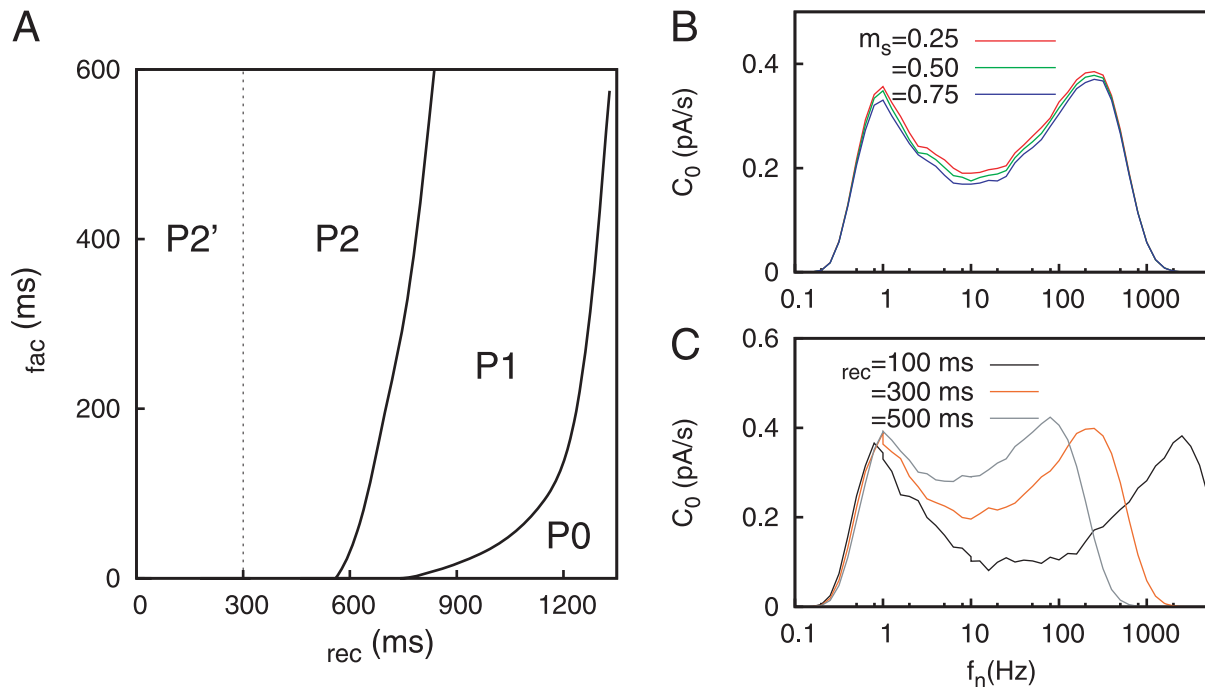 A
600
400
200
0
fac (ms)
P2’
P2
P1
P0
0
300
600
900
1200
rec (ms)
B
C0 (pA/s)
0.4
0.2
0
ms=0.25
=0.50
=0.75
0.1
1
10
100
1000
C
C0 (pA/s)
0.6
0.4
0.2
0
rec=100 ms
=300 ms
=500 ms
0.1
1
10
100
1000
fn(Hz)